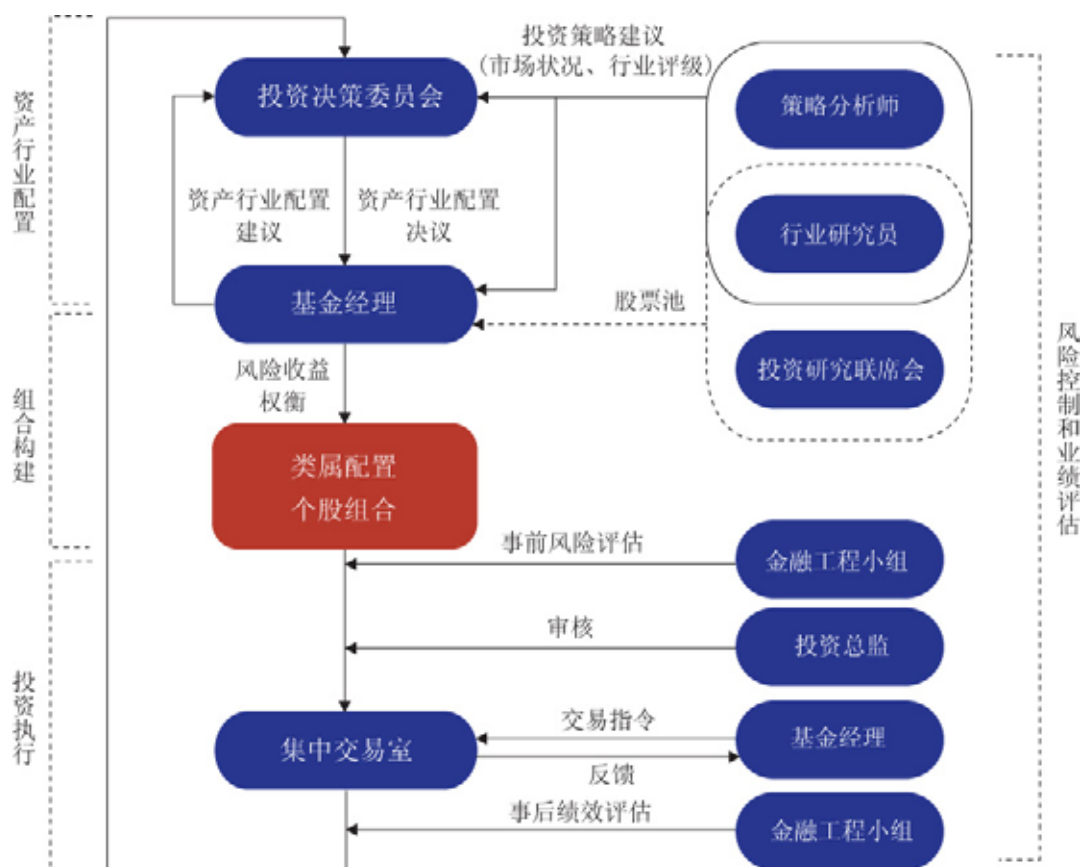 投资策略建议
(市场状况、行业评级)
投资决策委员会
策略分析师
资产行业配置
资产行业配置
建议
资产行业配置
决议
行业研究员
基金经理
股票池
投资研究联席会
风险收益
权衡
组合构建
类属配置
个股组合
风险控制和业绩评估
事前风险评估
金融工程小组
审核
投资总监
投资执行
集中交易室
交易指令
反馈
基金经理
事后绩效评估
金融工程小组